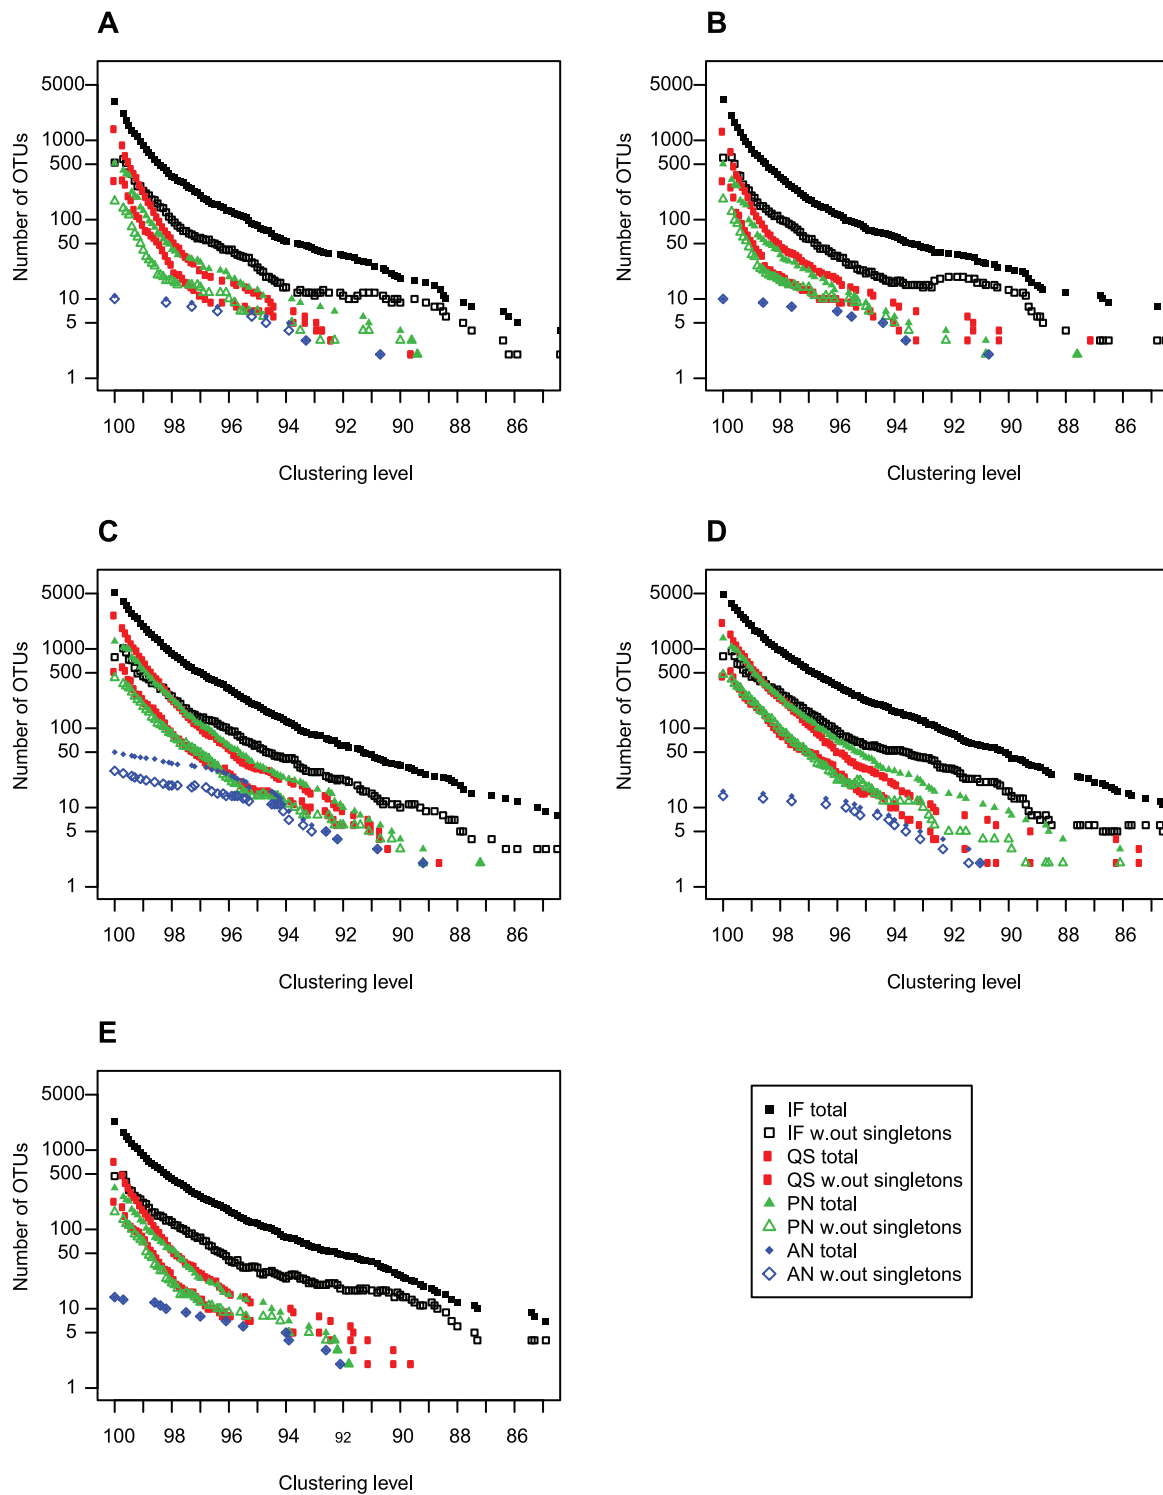 A
Number of OTUs
5000
1000
500
100
50
10
5
1
100 98 96 94 92 90 88 86
Clustering level
B
Number of OTUs
5000
1000
500
100
50
10
5
1
100 98 96 94 92 90 88 86
Clustering level
C
Number of OTUs
5000
1000
500
100
50
10
5
1
100 98 96 94 92 90 88 86
Clustering level
D
Number of OTUs
5000
1000
500
100
50
10
5
1
100 98 96 94 92 90 88 86
Clustering level
E
Number of OTUs
5000
1000
500
100
50
10
5
1
100 98 96 94 92 90 88 86
Clustering level
IF total
IF w.out singletons
QS total
QS w.out singletons
PN total
PN w.out singletons
AN total
AN w.out singletons